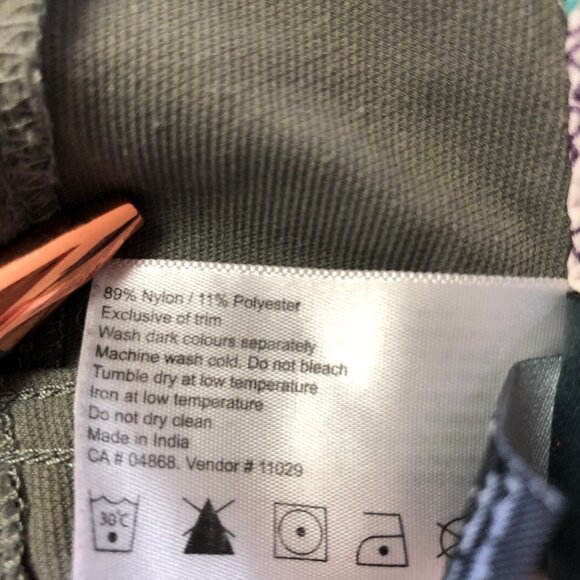 89% Nylon / 11% Polyester
Exclusive of trim
Wash dark colours separately
Machine wash cold. Do not bleach
Tumble dry at low temperature
Iron at low temperature
Do not dry clean
Made in India
CA # 04868. Vendor # 11029
30°C